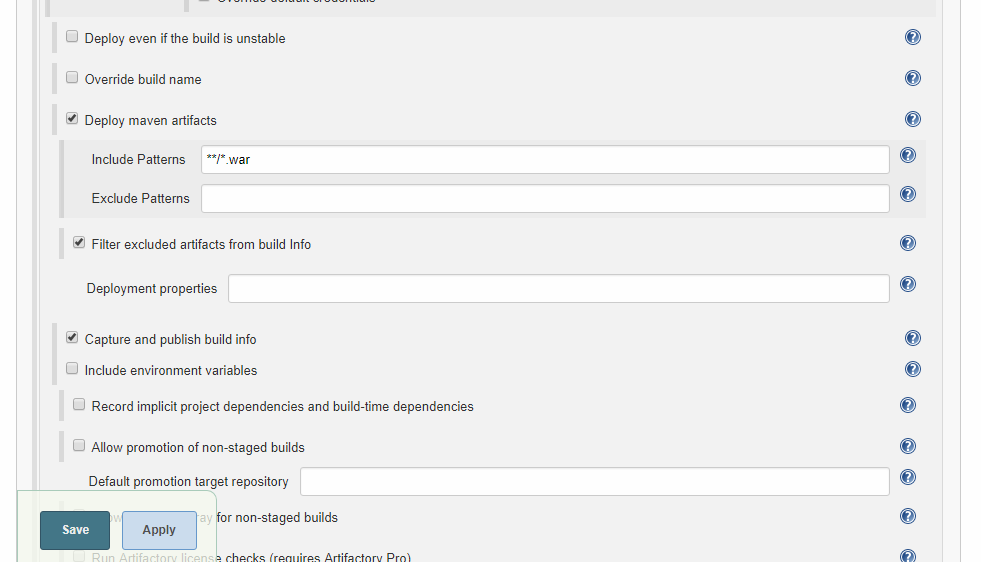 Override default credentials
Deploy even if the build is unstable
Override build name
Deploy maven artifacts
Include Patterns **/*.war
Exclude Patterns
Filter excluded artifacts from build Info
Deployment properties
Capture and publish build info
Include environment variables
Record implicit project dependencies and build-time dependencies
Allow promotion of non-staged builds
Default promotion target repository
for non-staged builds
Save Apply
Run Artifactory license checks (requires Artifactory Pro)